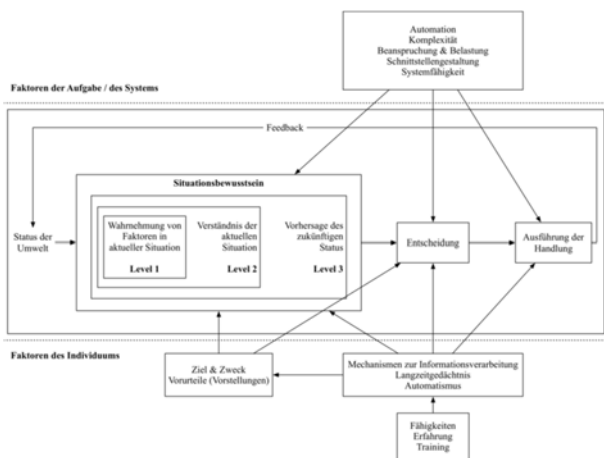 Automation
Komplexität
Beanspruchung & Belastung
Schnittstellengestaltung
Systemfähigkeit
Faktoren der Aufgabe / des Systems
Feedback
Situationsbewusstsein
Status der
Umwelt
Wahrnehmung von
Faktoren in
aktueller Situation
Level 1
Verständnis der
aktuellen
Situation
Level 2
Vorhersage des
zukünftigen
Status
Level 3
Entscheidung
Ausführung der
Handlung
Faktoren des Individuums
Ziel & Zweck
Vorurteile (Vorstellungen)
Mechanismen zur Informationsverarbeitung
Langzeitgedächtnis
Automatismus
Fähigkeiten
Erfahrung
Training